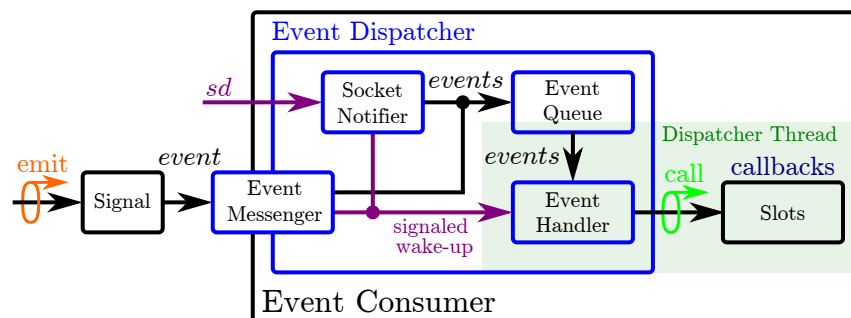 Event Dispatcher
sd
Socket
Notifier
events
Event
Queue
Dispatcher Thread
emit
event
events
call
callbacks
Signal
Event
Messenger
signaled
wake-up
Event
Handler
Slots
Event Consumer